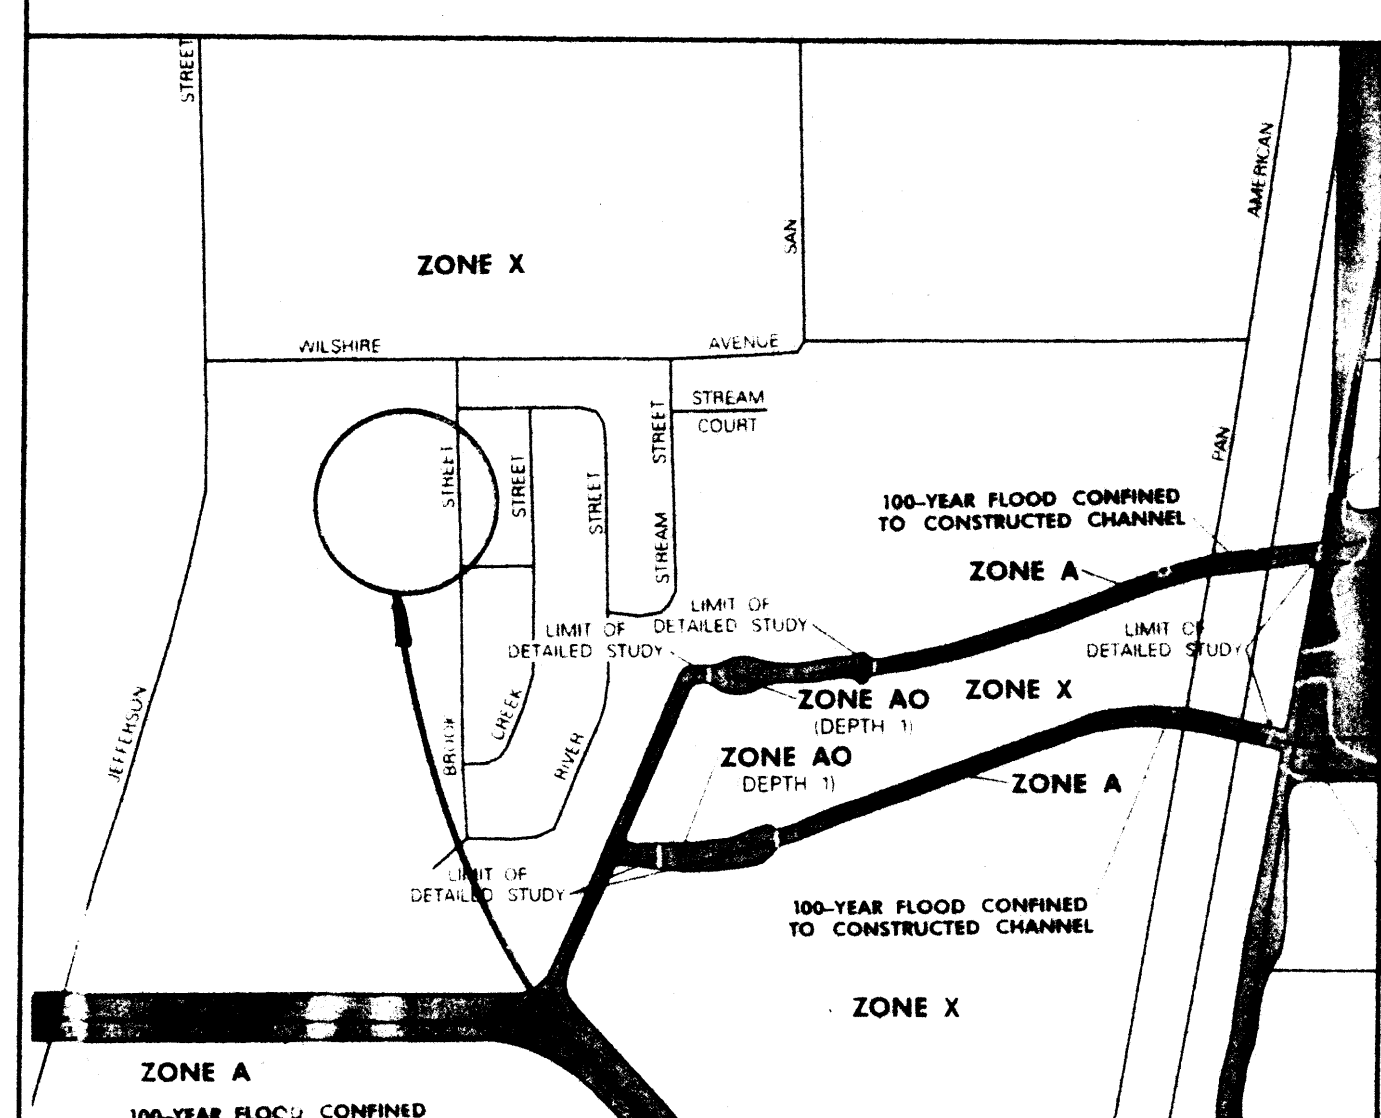 STREET
AMERICAN
SAN
ZONE X
WILSHIRE
AVENUE
STREAM
COURT
STREET
STREET
STREET
STREET
STREAM
PAN
100-YEAR FLOOD CONFINED
TO CONSTRUCTED CHANNEL
ZONE A
LIMIT OF
DETAILED STUDY
LIMIT OF
DETAILED STUDY
LIMIT OF
DETAILED STUDY
ZONE AO
(DEPTH 1)
ZONE X
JEFFERSON
BROOK
CREEK
RIVER
ZONE AO
(DEPTH 1)
ZONE A
LIMIT OF
DETAILED STUDY
100-YEAR FLOOD CONFINED
TO CONSTRUCTED CHANNEL
ZONE X
ZONE A
100-YEAR FLOOD CONFINED